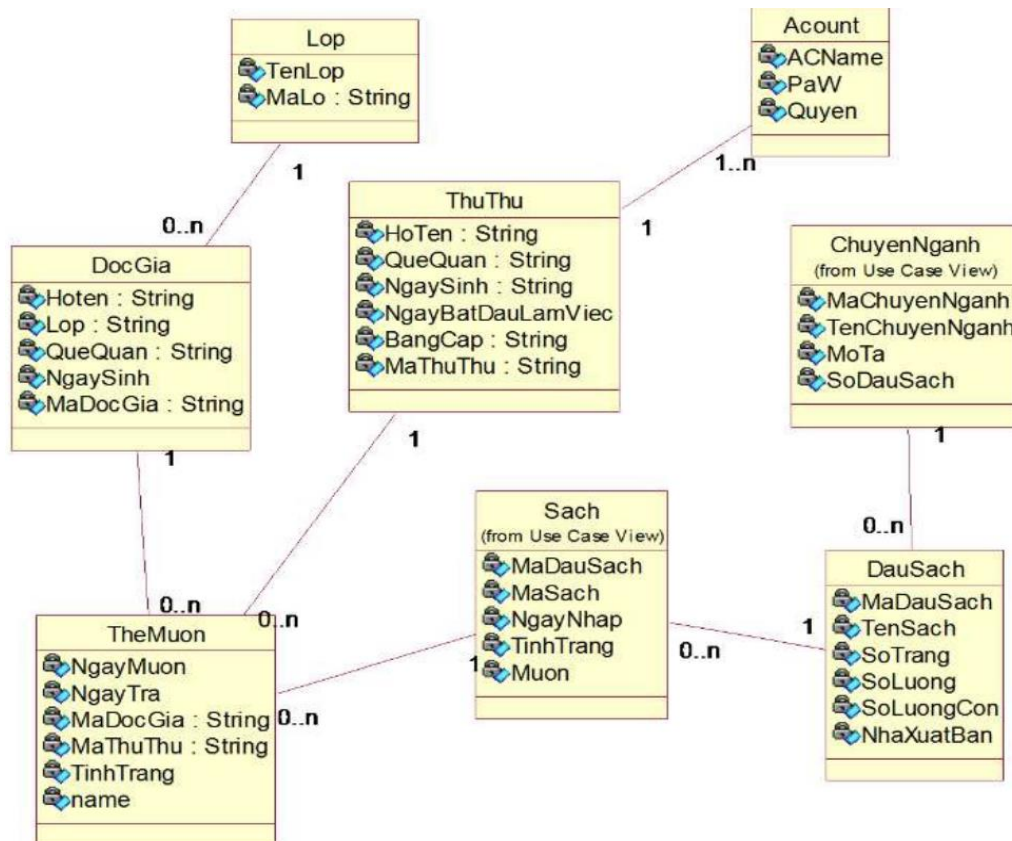 Lop
TenLop
MaLo : String
1
0..n
Acount
ACName
PaW
Quyen
1..n
1
ThuThu
HoTen : String
QueQuan : String
NgaySinh : String
NgayBatDauLamViec
BangCap : String
MaThuThu : String
1
DocGia
Hoten : String
Lop : String
QueQuan : String
NgaySinh
MaDocGia : String
1
ChuyenNganh
(from Use Case View)
MaChuyenNganh
TenChuyenNganh
MoTa
SoDauSach
1
0..n
Sach
(from Use Case View)
MaDauSach
MaSach
NgayNhap
TinhTrang
Muon
1
0..n
DauSach
MaDauSach
TenSach
SoTrang
SoLuong
SoLuongCon
NhaXuatBan
1
0..n
0..n
TheMuon
NgayMuon
NgayTra
MaDocGia : String
MaThuThu : String
TinhTrang
name
0..n